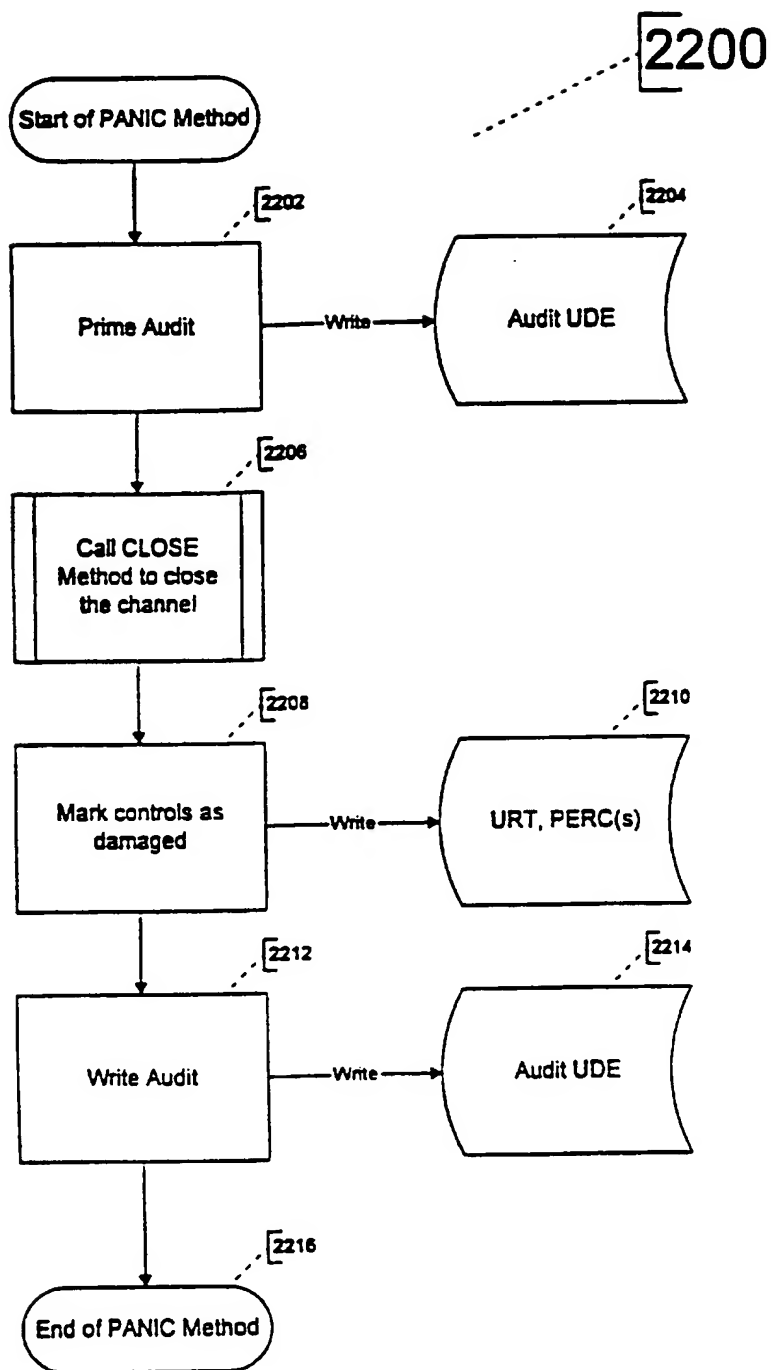 2200
Start of PANIC Method
2202
2204
Prime Audit
Write
Audit UDE
2206
Call CLOSE
Method to close
the channel
2208
2210
Mark controls as
damaged
Write
URT, PERC(s)
2212
2214
Write Audit
Write
Audit UDE
2216
End of PANIC Method